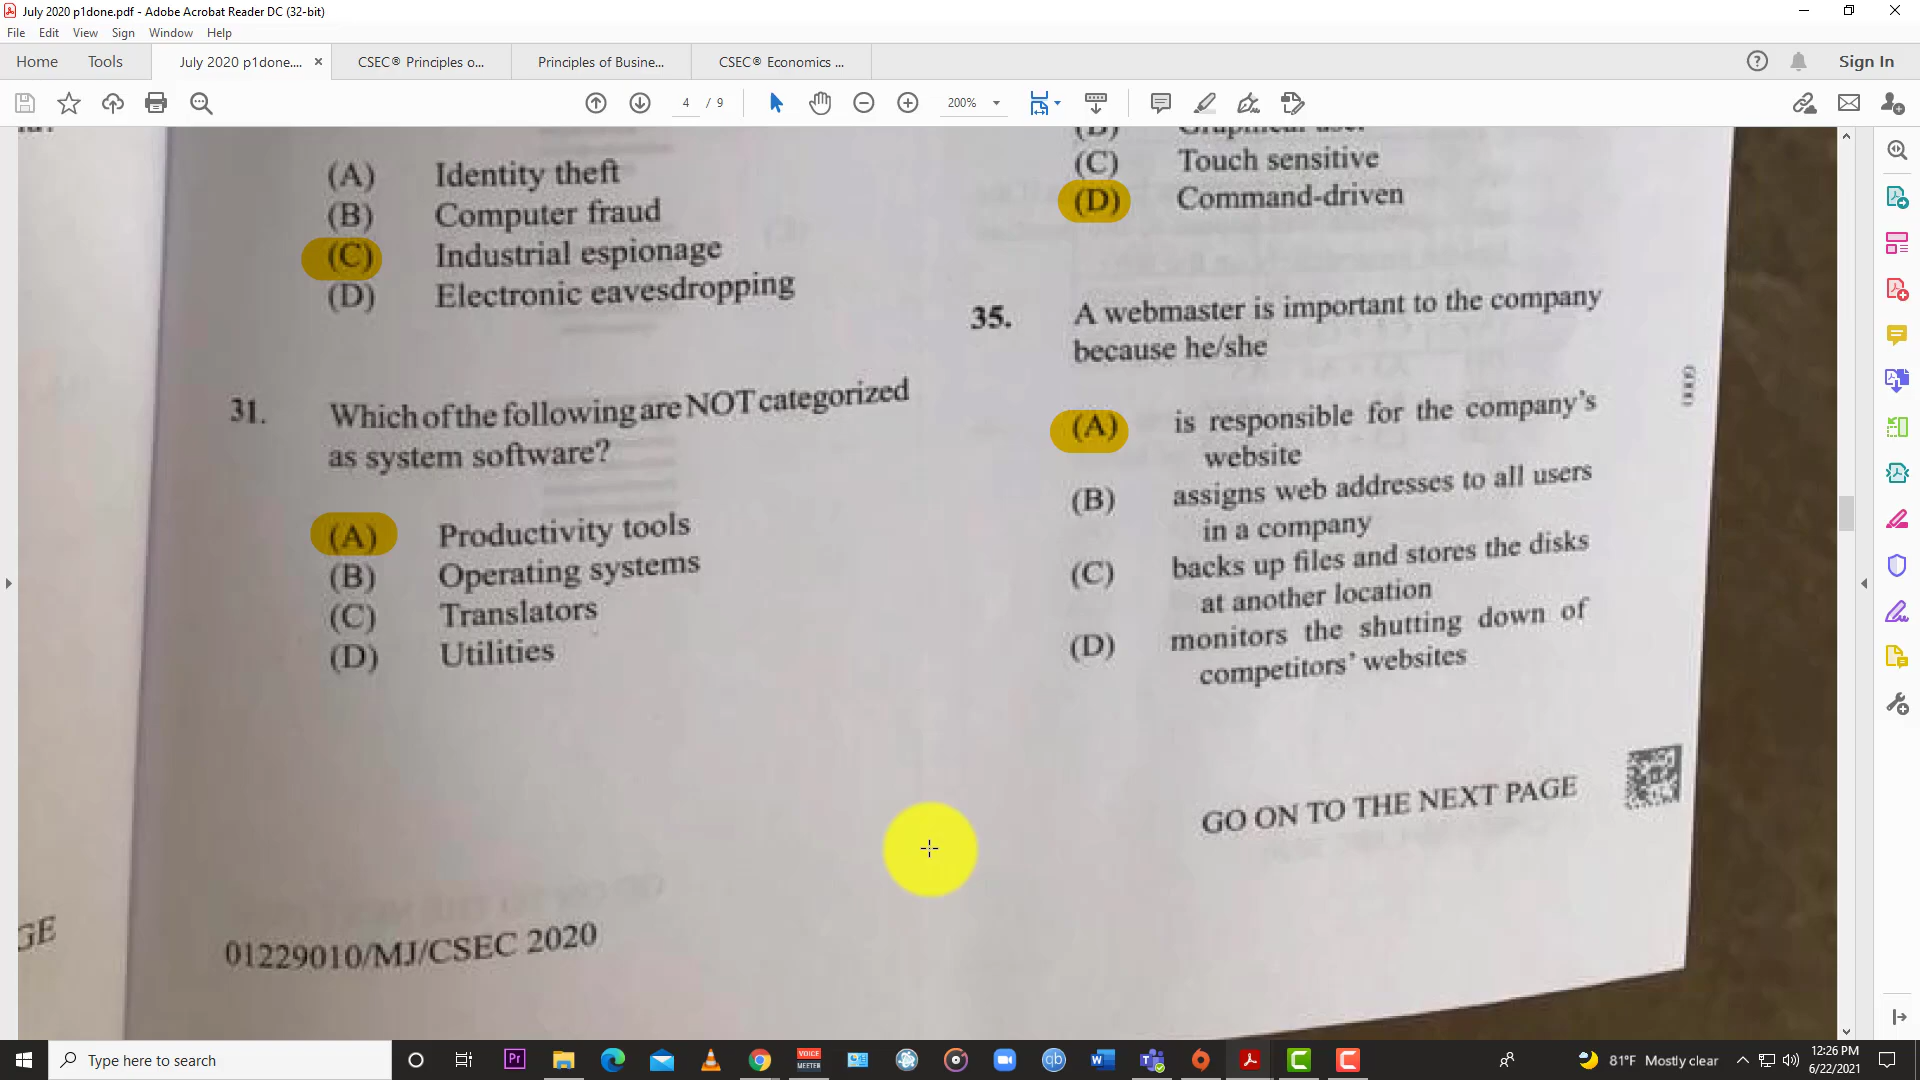 July 2020 p1done.pdf - Adobe Acrobat Reader DC (32-bit)
File Edit View Sign Window Help
Home Tools July 2020 p1done.... × CSEC® Principles o... Principles of Busine... CSEC® Economics ... Sign In
4 / 9 200%
(A) Identity theft
(B) Computer fraud
(C) Industrial espionage
(D) Electronic eavesdropping
31. Which of the following are NOT categorized
as system software?
(A) Productivity tools
(B) Operating systems
(C) Translators
(D) Utilities
01229010/MJ/CSEC 2020
GE
(C) Touch sensitive
(D) Command-driven
35. A webmaster is important to the company
because he/she
(A) is responsible for the company's
website
(B) assigns web addresses to all users
in a company
(C) backs up files and stores the disks
at another location
(D) monitors the shutting down of
competitors' websites
GO ON TO THE NEXT PAGE
Type here to search
Pr
VOICE
MEETER
qb
81°F Mostly clear
12:26 PM
6/22/2021